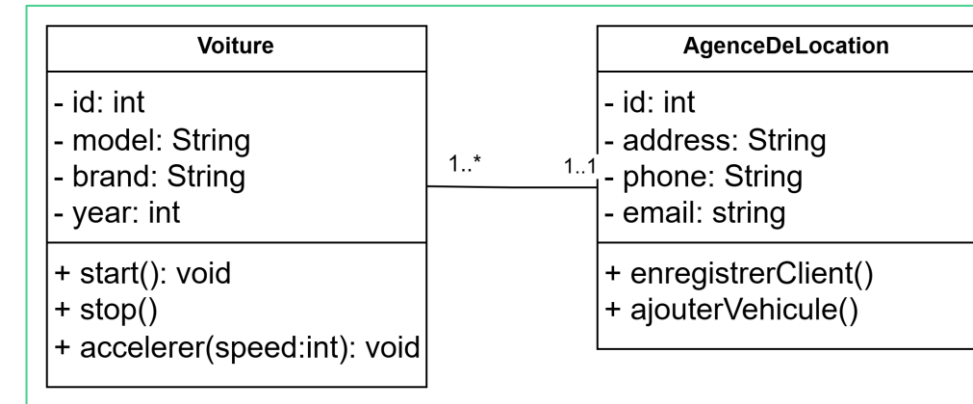 Voiture
- id: int
- model: String
- brand: String
- year: int
+ start(): void
+ stop()
+ accelerer(speed:int): void
1..*
1..1
AgenceDeLocation
- id: int
- address: String
- phone: String
- email: string
+ enregistrerClient()
+ ajouterVehicule()